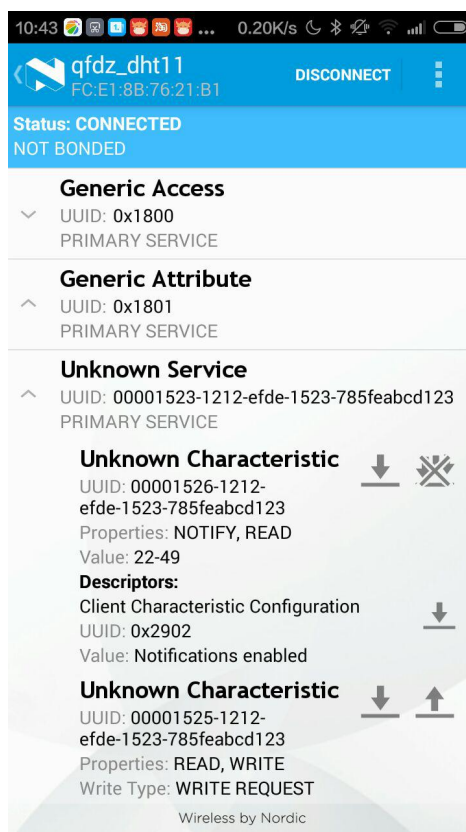 10:43 ... 0.20K/s
qfdz_dht11
FC:E1:8B:76:21:B1
DISCONNECT
Status: CONNECTED
NOT BONDED
Generic Access
UUID: 0x1800
PRIMARY SERVICE
Generic Attribute
UUID: 0x1801
PRIMARY SERVICE
Unknown Service
UUID: 00001523-1212-efde-1523-785feabcd123
PRIMARY SERVICE
Unknown Characteristic
UUID: 00001526-1212-
efde-1523-785feabcd123
Properties: NOTIFY, READ
Value: 22-49
Descriptors:
Client Characteristic Configuration
UUID: 0x2902
Value: Notifications enabled
Unknown Characteristic
UUID: 00001525-1212-
efde-1523-785feabcd123
Properties: READ, WRITE
Write Type: WRITE REQUEST
Wireless by Nordic